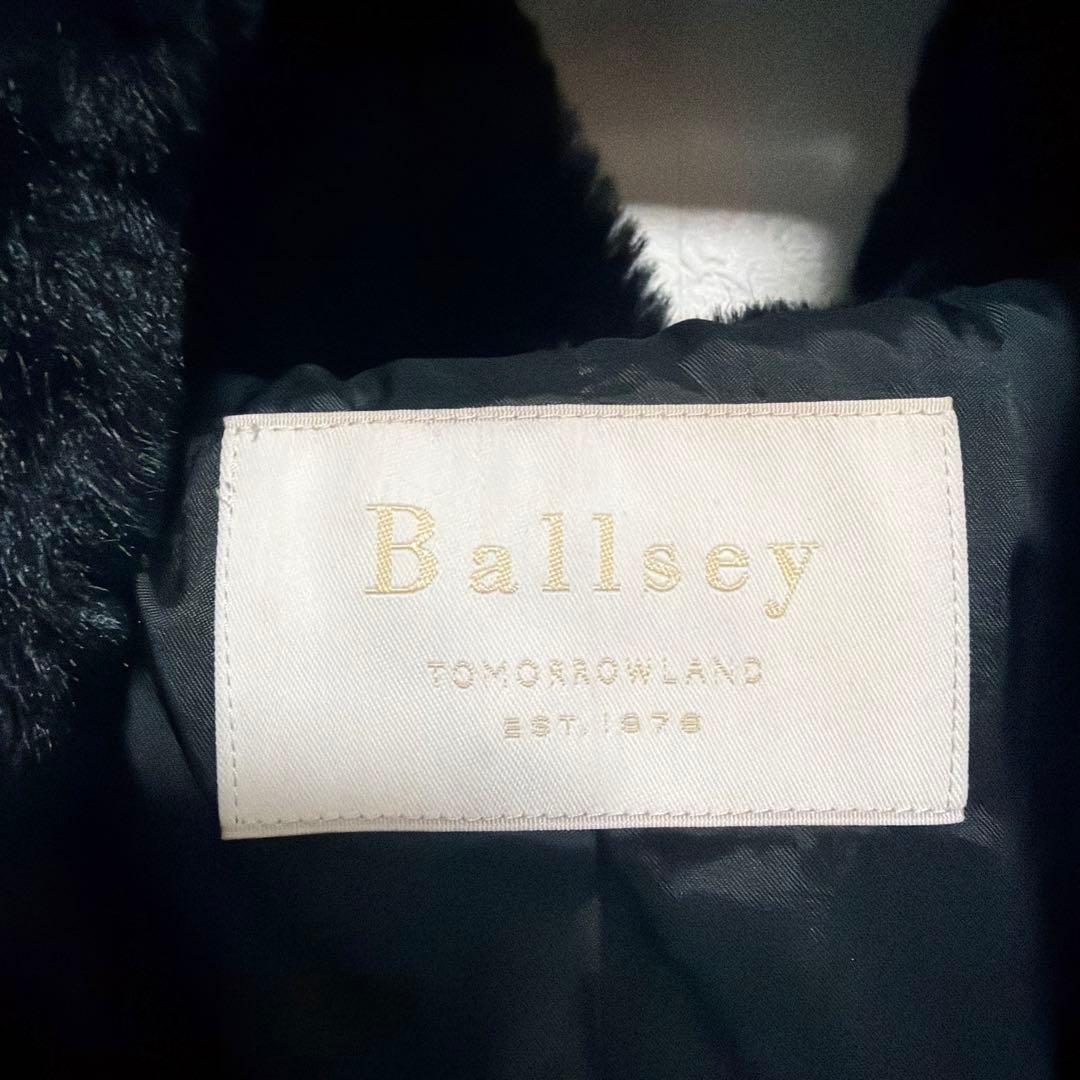 Ballsey
TOMORROWLAND
EST. 1978